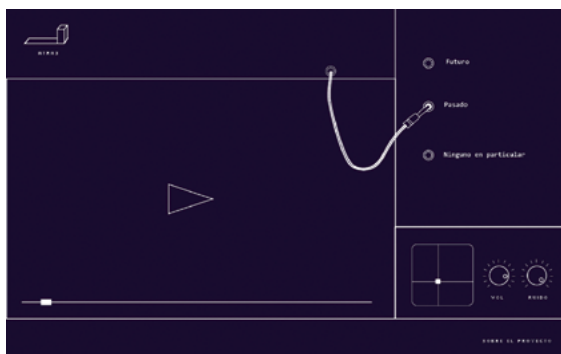 Futuro
Pasado
Ninguno en particular
VOL
RUIDO
SOBRE EL PROYECTO